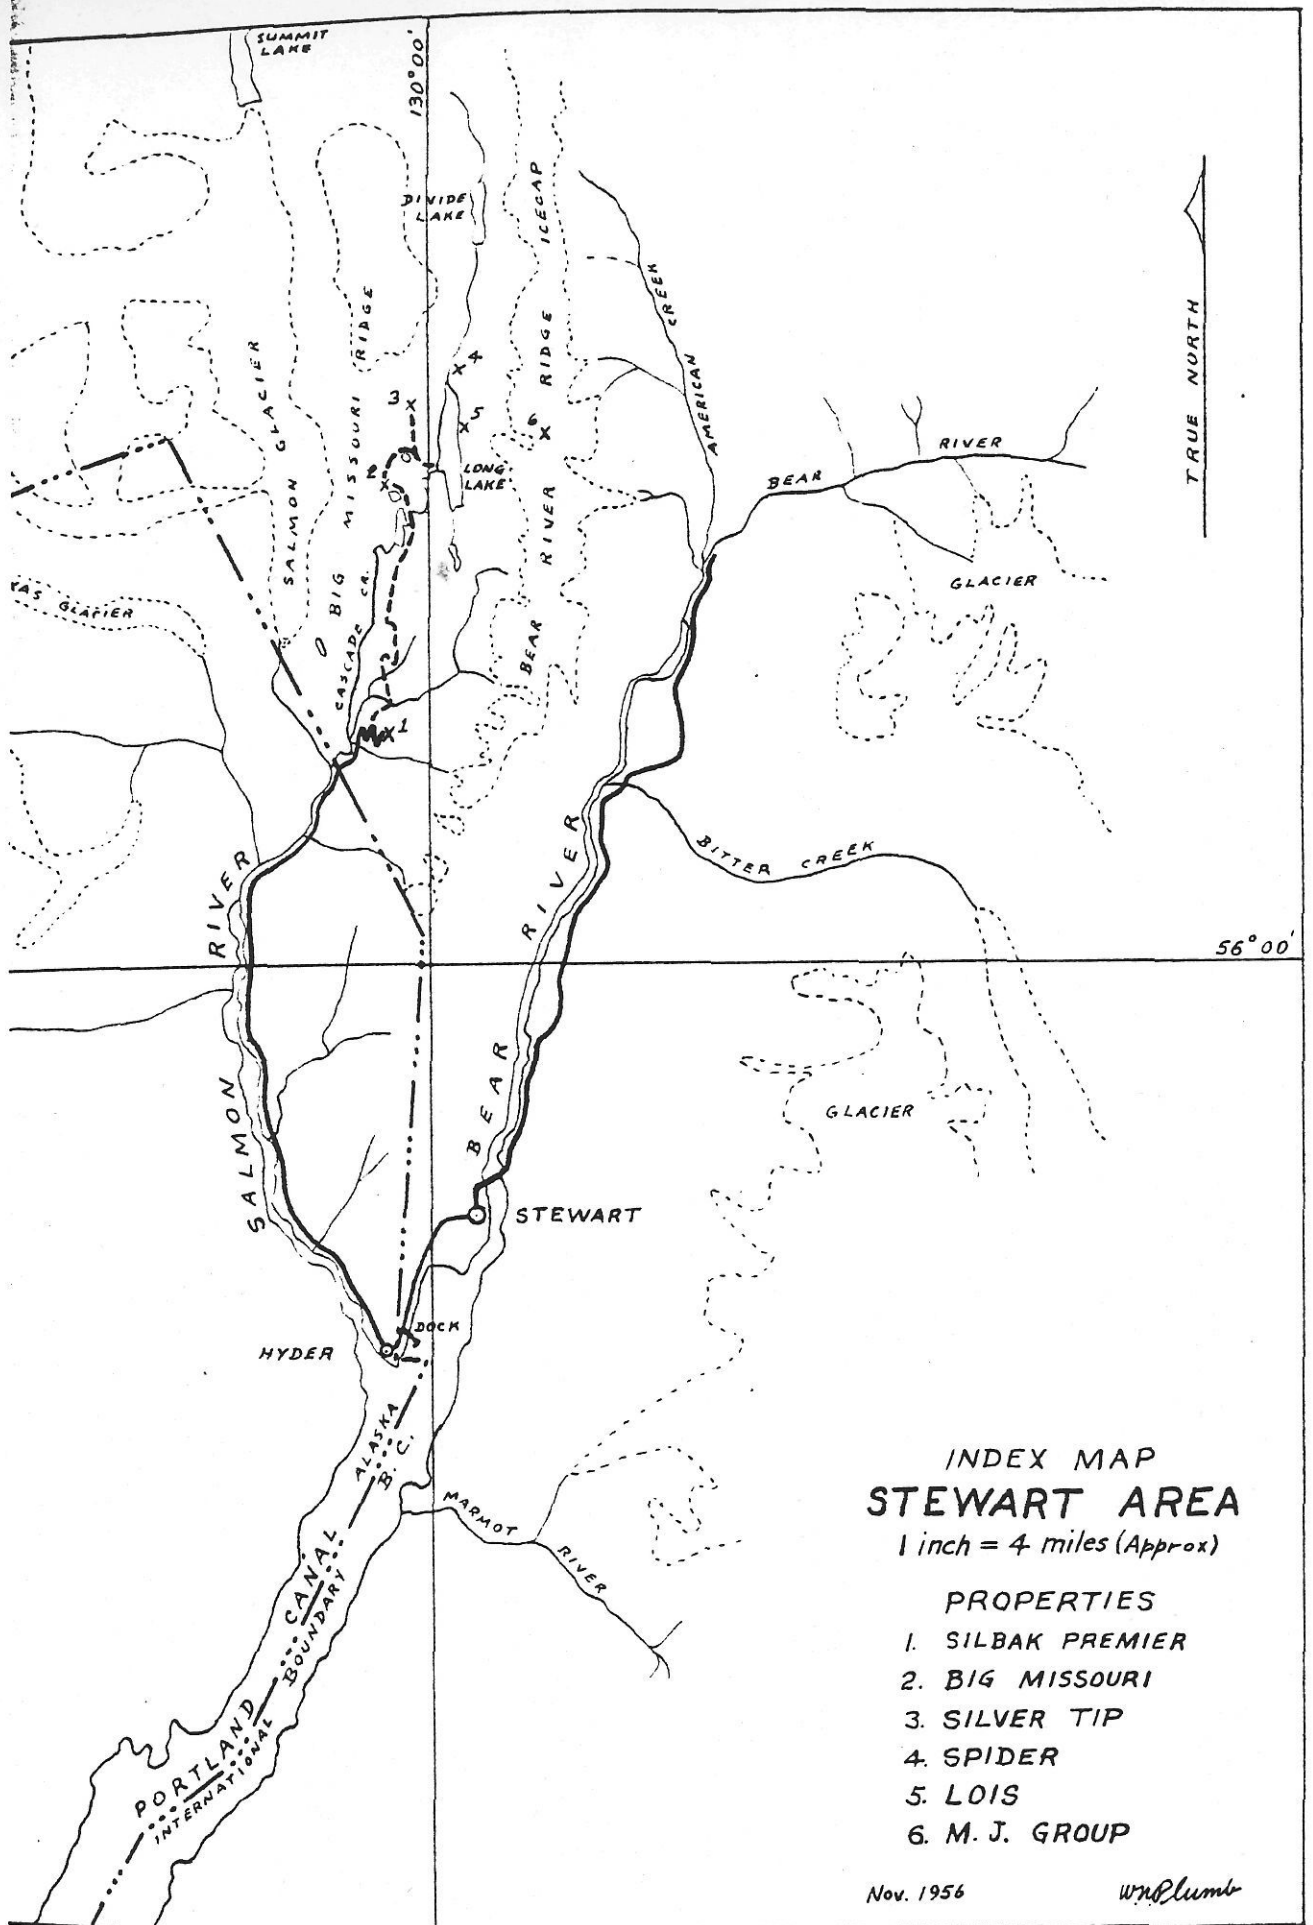 SUMMIT
LAKE
130°00'
DIVIDE
LAKE
BEAR RIVER RIDGE ICECAP
AMERICAN CREEK
TRUE NORTH
SALMON GLACIER
BIG MISSOURI RIDGE
4
3
5
6
2
LONG
LAKE
BEAR RIVER
GLACIER
GLACIER
CASCADE CR.
1
BITTER CREEK
SALMON RIVER
BEAR RIVER
56°00'
GLACIER
STEWART
DOCK
HYDER
ALASKA
B.C.
MARMOT RIVER
PORTLAND CANAL
INTERNATIONAL BOUNDARY
INDEX MAP
STEWART AREA
1 inch = 4 miles (Approx)
PROPERTIES
1. SILBAK PREMIER
2. BIG MISSOURI
3. SILVER TIP
4. SPIDER
5. LOIS
6. M. J. GROUP
Nov. 1956
WNPlumb